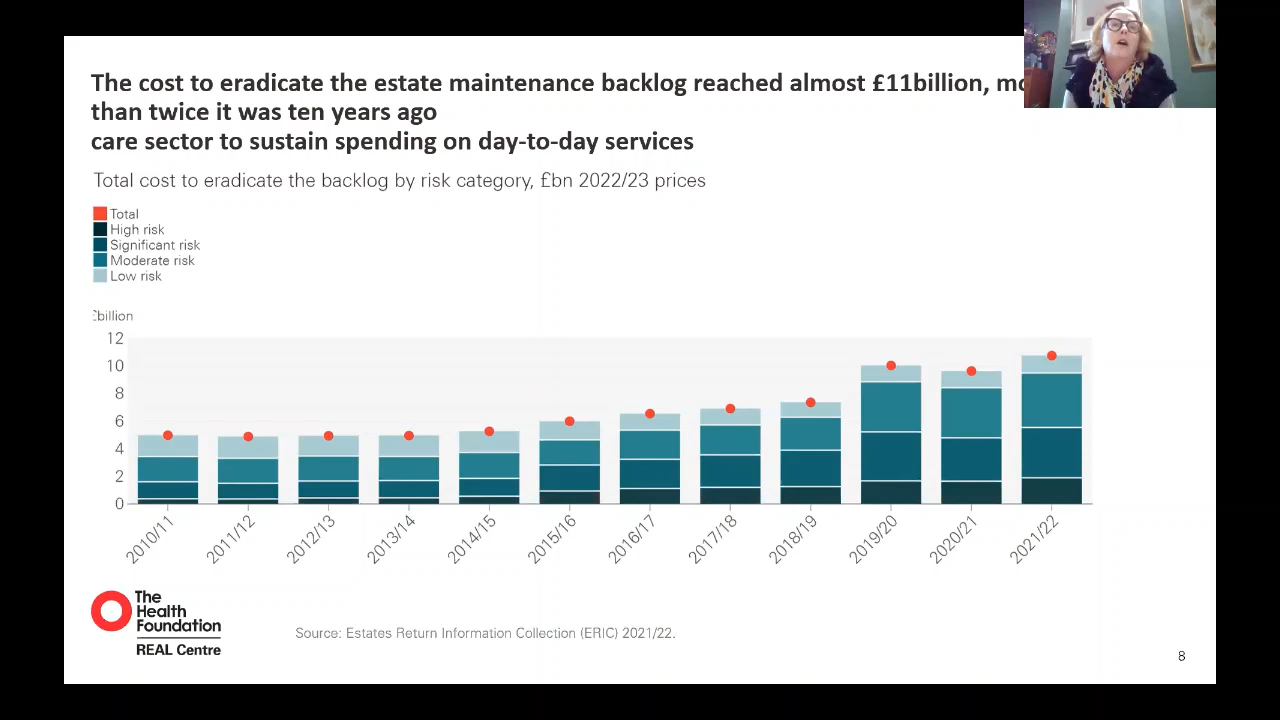 The cost to eradicate the estate maintenance backlog reached almost £11billion,
than twice it was ten years ago
care sector to sustain spending on day-to-day services
Total cost to eradicate the backlog by risk category, £bn 2022/23 prices
Total
High risk
Significant risk
Moderate risk
Low risk
£billion
12
10
8
6
4
2
0
2010/11
2011/12
2012/13
2013/14
2014/15
2015/16
2016/17
2017/18
2018/19
2019/20
2020/21
2021/22
The
Health
Foundation
REAL Centre
Source: Estates Return Information Collection (ERIC) 2021/22.
8